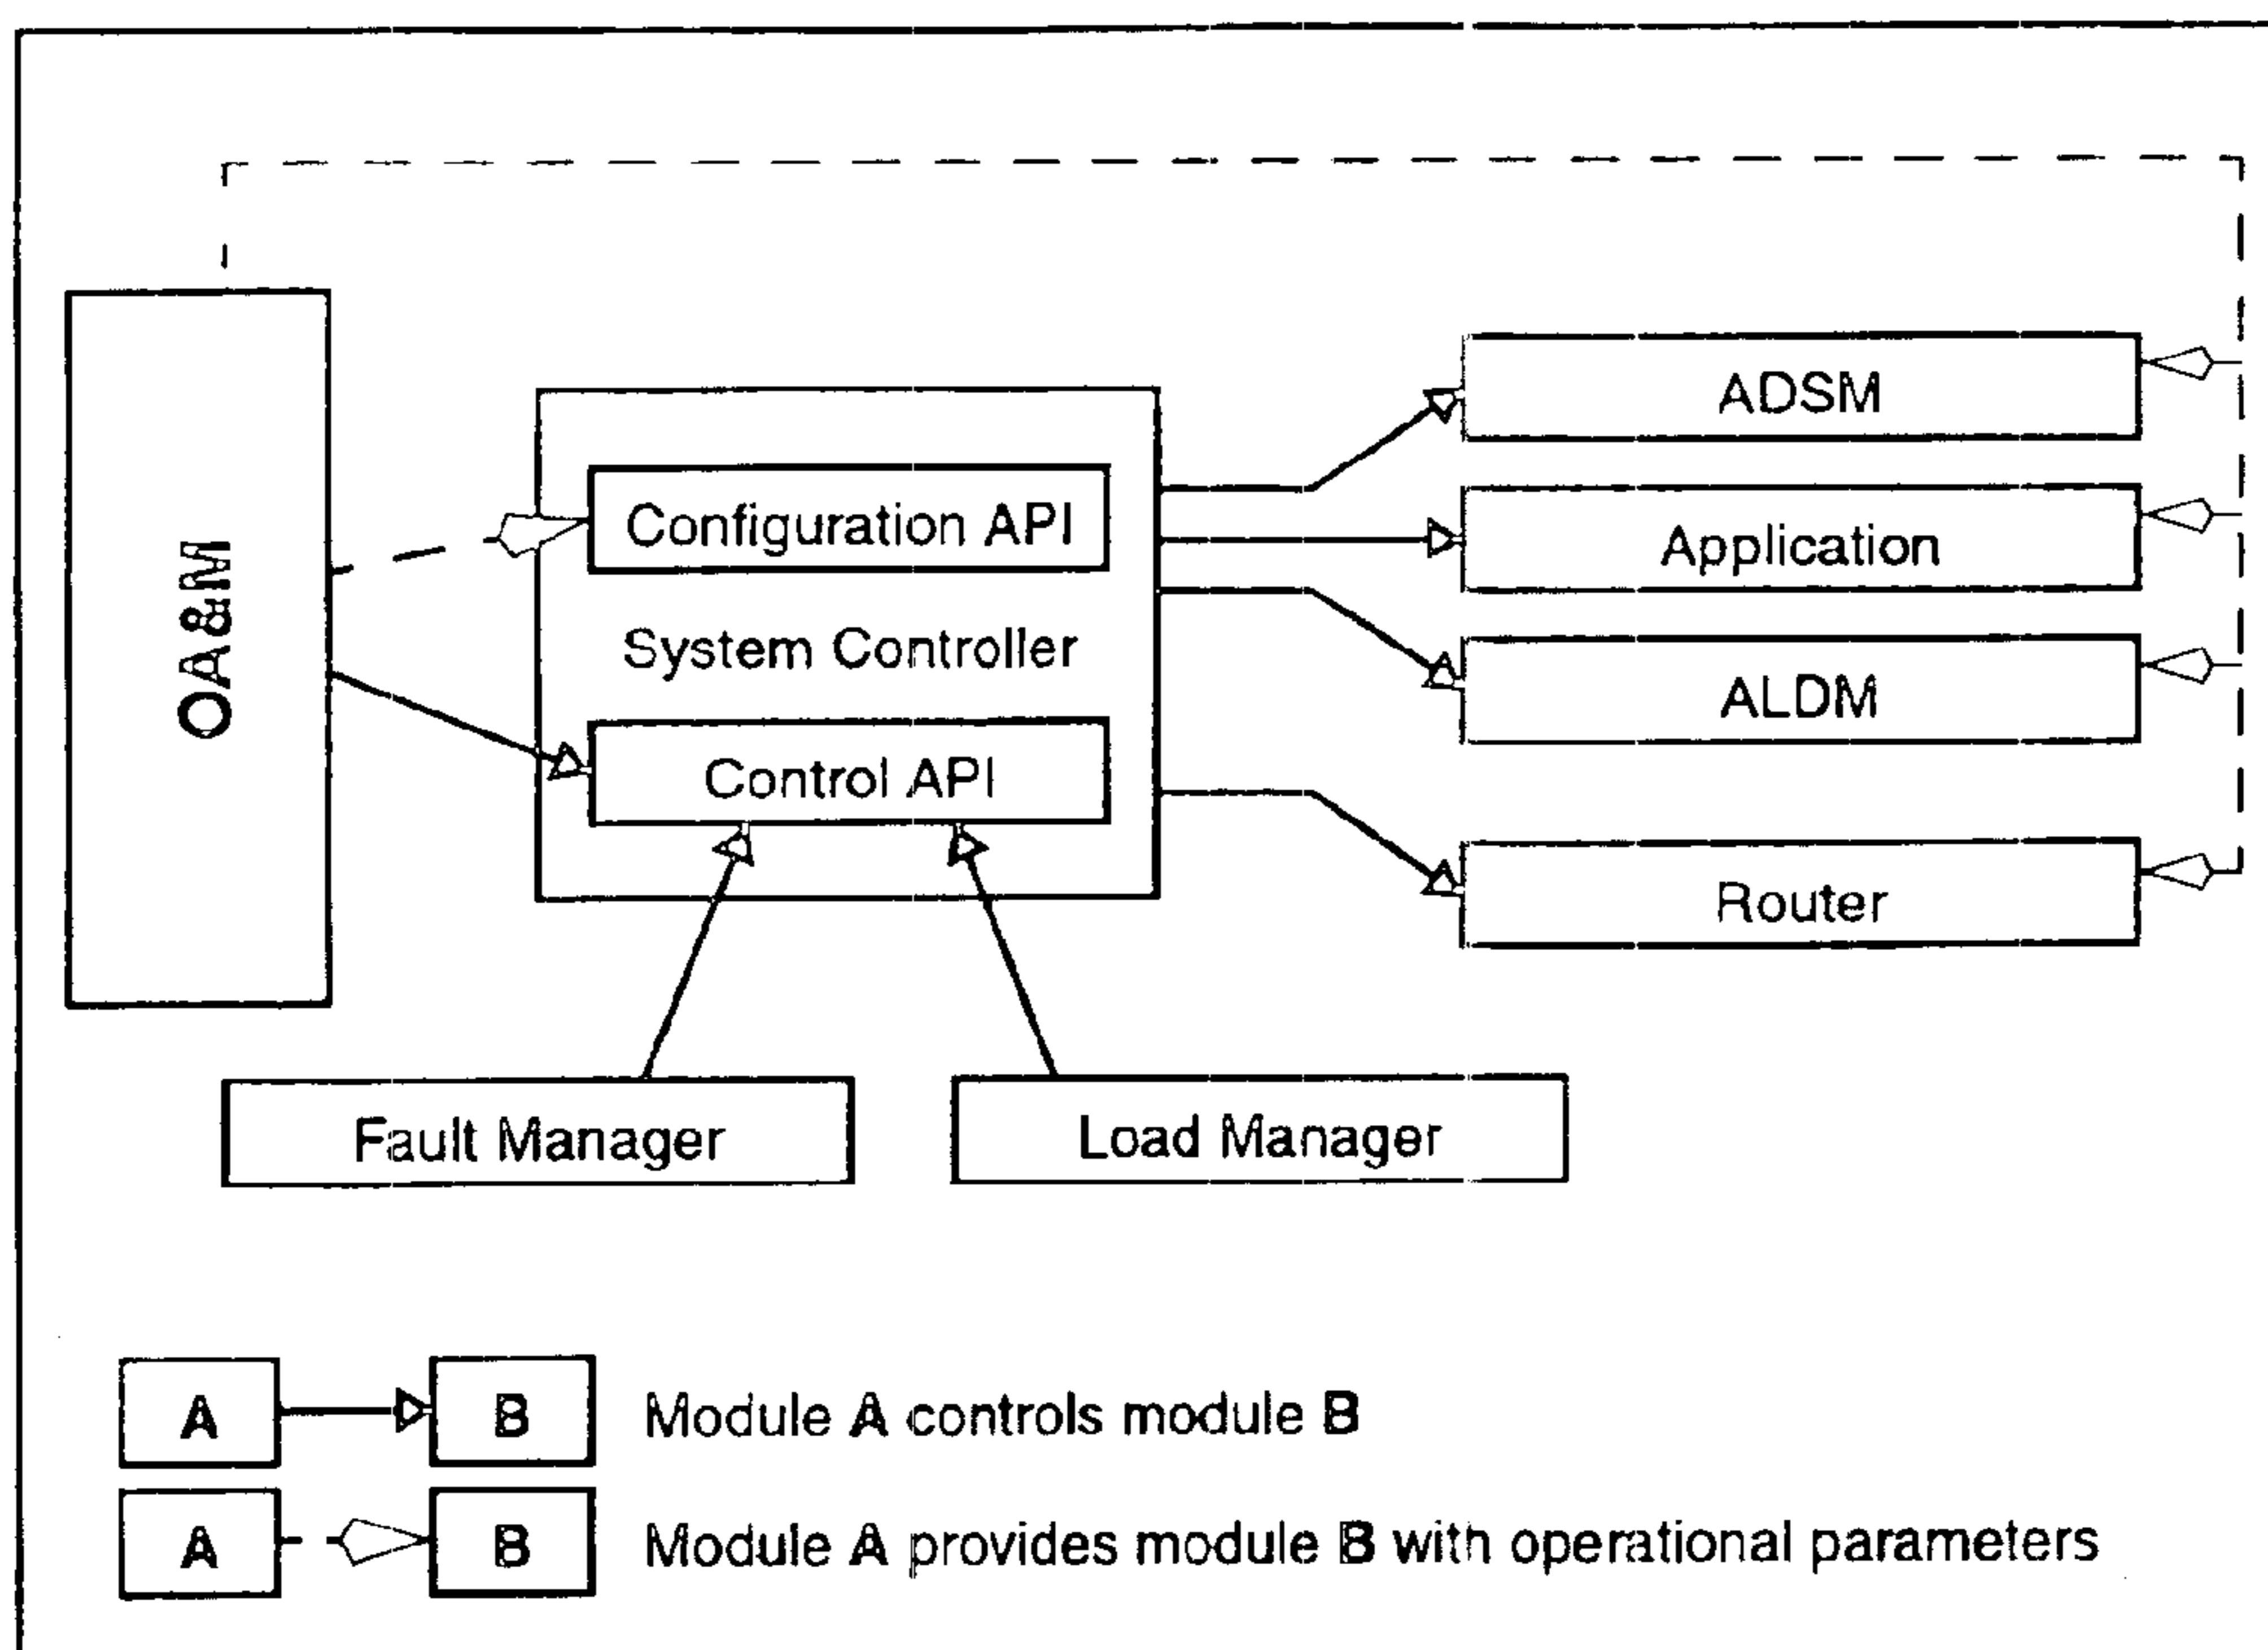 OA&M
Configuration API
System Controller
Control API
ADSM
Application
ALDM
Router
Fault Manager
Load Manager
A B Module A controls module B
A B Module A provides module B with operational parameters